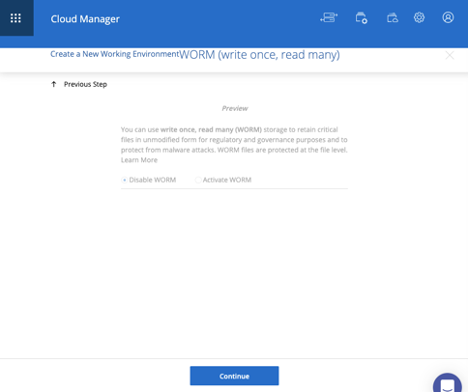 Cloud Manager
Create a New Working EnvironmentWORM (write once, read many)
↑ Previous Step
Preview
You can use write once, read many (WORM) storage to retain critical
files in unmodified form for regulatory and governance purposes and to
protect from malware attacks. WORM files are protected at the file level.
Learn More
Disable WORM Activate WORM
Continue